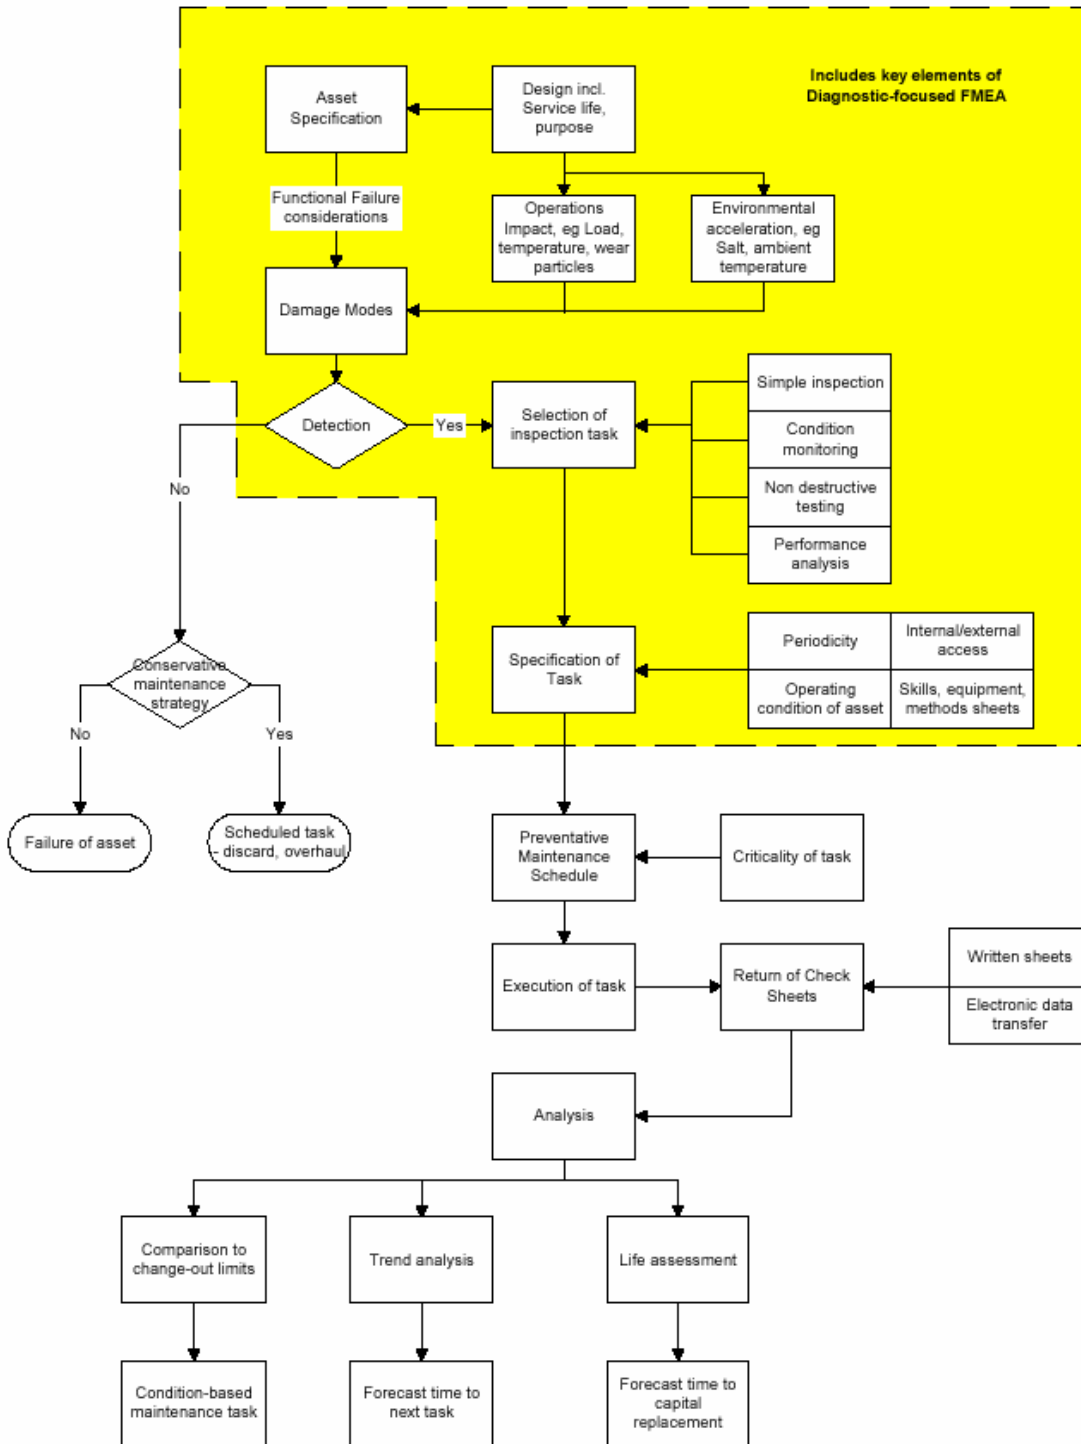 Includes key elements of
Diagnostic-focused FMEA
Asset
Specification
Design incl.
Service life,
purpose
Functional Failure
considerations
Operations
Impact, eg Load,
temperature, wear
particles
Environmental
acceleration, eg
Salt, ambient
temperature
Damage Modes
Detection
Yes
Selection of
inspection task
Simple inspection
Condition
monitoring
Non destructive
testing
Performance
analysis
No
Specification of
Task
Periodicity
Internal/external
access
Operating
condition of asset
Skills, equipment,
methods sheets
Conservative
maintenance
strategy
No
Yes
Failure of asset
Scheduled task
- discard, overhaul
Preventative
Maintenance
Schedule
Criticality of task
Execution of task
Return of Check
Sheets
Written sheets
Electronic data
transfer
Analysis
Comparison to
change-out limits
Trend analysis
Life assessment
Condition-based
maintenance task
Forecast time to
next task
Forecast time to
capital
replacement